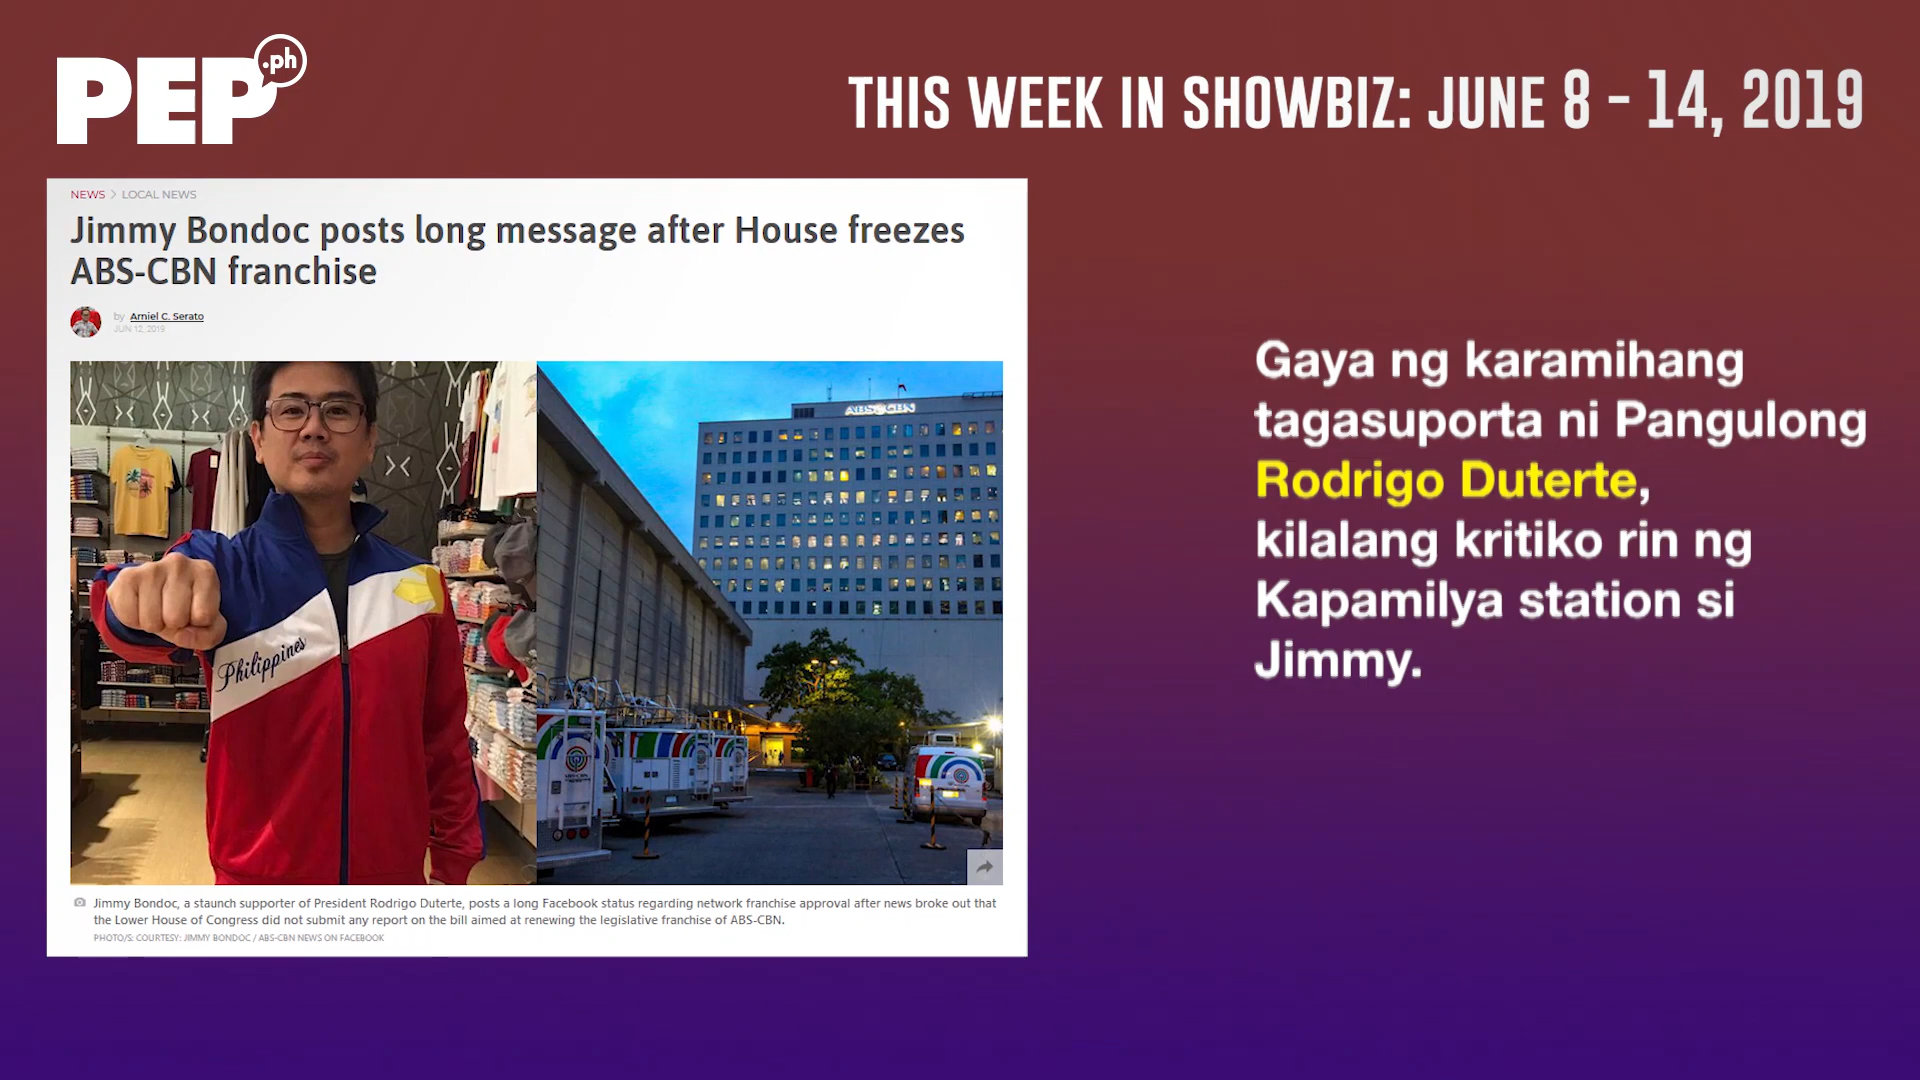 PEP.ph
THIS WEEK IN SHOWBIZ: JUNE 8 - 14, 2019
NEWS > LOCAL NEWS
Jimmy Bondoc posts long message after House freezes
ABS-CBN franchise
by Arniel C. Serato
JUN 12, 2019
ABS-CBN
Philippines
Jimmy Bondoc, a staunch supporter of President Rodrigo Duterte, posts a long Facebook status regarding network franchise approval after news broke out that
the Lower House of Congress did not submit any report on the bill aimed at renewing the legislative franchise of ABS-CBN.
PHOTO/S: COURTESY: JIMMY BONDOC / ABS-CBN NEWS ON FACEBOOK
Gaya ng karamihang
tagasuporta ni Pangulong
Rodrigo Duterte,
kilalang kritiko rin ng
Kapamilya station si
Jimmy.